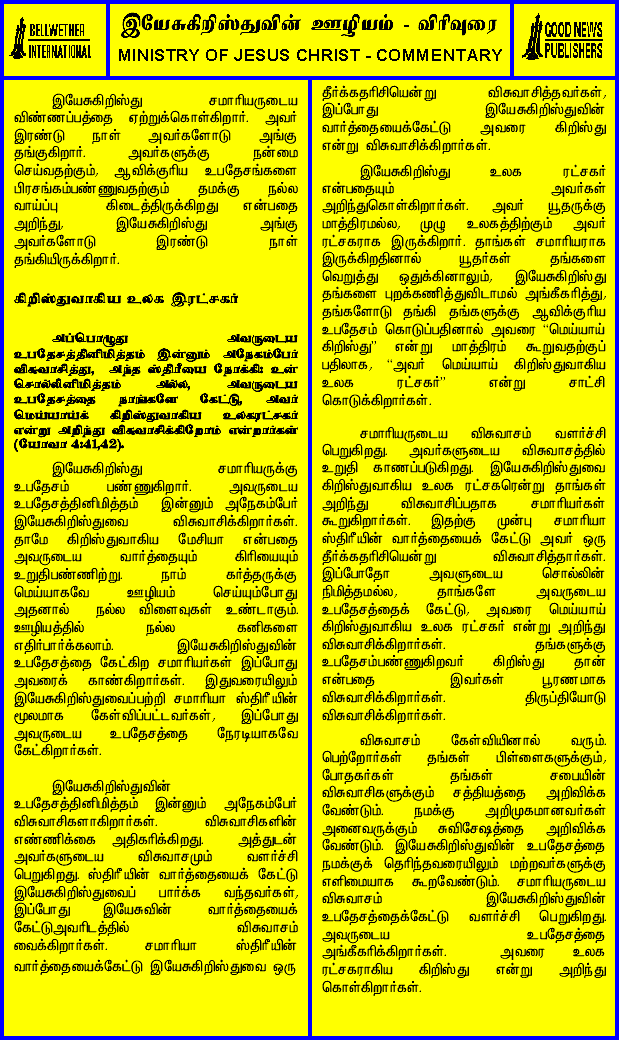 BELLWETHER
INTERNATIONAL
இயேசுகிறிஸ்துவின் ஊழியம் - விரிவுரை
MINISTRY OF JESUS CHRIST - COMMENTARY
GOOD NEWS
PUBLISHERS
இயேசுகிறிஸ்து சமாரியருடைய
விண்ணப்பத்தை ஏற்றுக்கொள்கிறார். அவர்
இரண்டு நாள் அவர்களோடு அங்கு
தங்குகிறார். அவர்களுக்கு நன்மை
செய்வதற்கும், ஆவிக்குரிய உபதேசங்களை
பிரசங்கம்பண்ணுவதற்கும் தமக்கு நல்ல
வாய்ப்பு கிடைத்திருக்கிறது என்பதை
அறிந்து, இயேசுகிறிஸ்து அங்கு
அவர்களோடு இரண்டு நாள்
தங்கியிருக்கிறார்.
கிறிஸ்துவாகிய உலக இரட்சகர்
அப்பொழுது அவருடைய
உபதேசத்தினிமித்தம் இன்னும் அநேகம்பேர்
விசுவாசித்து, அந்த ஸ்திரீயை நோக்கி: உன்
சொல்லினிமித்தம் அல்ல, அவருடைய
உபதேசத்தை நாங்களே கேட்டு, அவர்
மெய்யாய்க் கிறிஸ்துவாகிய உலகரட்சகர்
என்று அறிந்து விசுவாசிக்கிறோம் என்றார்கள்
(யோவா 4:41,42).
இயேசுகிறிஸ்து சமாரியருக்கு
உபதேசம் பண்ணுகிறார். அவருடைய
உபதேசத்தினிமித்தம் இன்னும் அநேகம்பேர்
இயேசுகிறிஸ்துவை விசுவாசிக்கிறார்கள்.
தாமே கிறிஸ்துவாகிய மேசியா என்பதை
அவருடைய வார்த்தையும் கிரியையும்
உறுதிபண்ணிற்று. நாம் கர்த்தருக்கு
மெய்யாகவே ஊழியம் செய்யும்போது
அதனால் நல்ல விளைவுகள் உண்டாகும்.
ஊழியத்தில் நல்ல கனிகளை
எதிர்பார்க்கலாம். இயேசுகிறிஸ்துவின்
உபதேசத்தை கேட்கிற சமாரியர்கள் இப்போது
அவரைக் காண்கிறார்கள். இதுவரையிலும்
இயேசுகிறிஸ்துவைப்பற்றி சமாரியா ஸ்திரீயின்
மூலமாக கேள்விப்பட்டவர்கள், இப்போது
அவருடைய உபதேசத்தை நேரடியாகவே
கேட்கிறார்கள்.
இயேசுகிறிஸ்துவின்
உபதேசத்தினிமித்தம் இன்னும் அநேகம்பேர்
விசுவாசிகளாகிறார்கள். விசுவாசிகளின்
எண்ணிக்கை அதிகரிக்கிறது. அத்துடன்
அவர்களுடைய விசுவாசமும் வளர்ச்சி
பெறுகிறது. ஸ்திரீயின் வார்த்தையைக் கேட்டு
இயேசுகிறிஸ்துவைப் பார்க்க வந்தவர்கள்,
இப்போது இயேசுவின் வார்த்தையைக்
கேட்டுஅவரிடத்தில் விசுவாசம்
வைக்கிறார்கள். சமாரியா ஸ்திரீயின்
வார்த்தையைக்கேட்டு இயேசுகிறிஸ்துவை ஒரு
தீர்க்கதரிசியென்று விசுவாசித்தவர்கள்,
இப்போது இயேசுகிறிஸ்துவின்
வார்த்தையைக்கேட்டு அவரை கிறிஸ்து
என்று விசுவாசிக்கிறார்கள்.
இயேசுகிறிஸ்து உலக ரட்சகர்
என்பதையும் அவர்கள்
அறிந்துகொள்கிறார்கள். அவர் யூதருக்கு
மாத்திரமல்ல, முழு உலகத்திற்கும் அவர்
ரட்சகராக இருக்கிறார். தாங்கள் சமாரியராக
இருக்கிறதினால் யூதர்கள் தங்களை
வெறுத்து ஒதுக்கினாலும், இயேசுகிறிஸ்து
தங்களை புறக்கணித்துவிடாமல் அங்கீகரித்து,
தங்களோடு தங்கி தங்களுக்கு ஆவிக்குரிய
உபதேசம் கொடுப்பதினால் அவரை “மெய்யாய்
கிறிஸ்து” என்று மாத்திரம் கூறுவதற்குப்
பதிலாக, “அவர் மெய்யாய் கிறிஸ்துவாகிய
உலக ரட்சகர்” என்று சாட்சி
கொடுக்கிறார்கள்.
சமாரியருடைய விசுவாசம் வளர்ச்சி
பெறுகிறது. அவர்களுடைய விசுவாசத்தில்
உறுதி காணப்படுகிறது. இயேசுகிறிஸ்துவை
கிறிஸ்துவாகிய உலக ரட்சகரென்று தாங்கள்
அறிந்து விசுவாசிப்பதாக சமாரியர்கள்
கூறுகிறார்கள். இதற்கு முன்பு சமாரியா
ஸ்திரீயின் வார்த்தையைக் கேட்டு அவர் ஒரு
தீர்க்கதரிசியென்று விசுவாசித்தார்கள்.
இப்போதோ அவளுடைய சொல்லின்
நிமித்தமல்ல, தாங்களே அவருடைய
உபதேசத்தைக் கேட்டு, அவரை மெய்யாய்
கிறிஸ்துவாகிய உலக ரட்சகர் என்று அறிந்து
விசுவாசிக்கிறார்கள். தங்களுக்கு
உபதேசம்பண்ணுகிறவர் கிறிஸ்து தான்
என்பதை இவர்கள் பூரணமாக
விசுவாசிக்கிறார்கள். திருப்தியோடு
விசுவாசிக்கிறார்கள்.
விசுவாசம் கேள்வியினால் வரும்.
பெற்றோர்கள் தங்கள் பிள்ளைகளுக்கும்,
போதகர்கள் தங்கள் சபையின்
விசுவாசிகளுக்கும் சத்தியத்தை அறிவிக்க
வேண்டும். நமக்கு அறிமுகமானவர்கள்
அனைவருக்கும் சுவிசேஷத்தை அறிவிக்க
வேண்டும். இயேசுகிறிஸ்துவின் உபதேசத்தை
நமக்குக் தெரிந்தவரையிலும் மற்றவர்களுக்கு
எளிமையாக கூறவேண்டும். சமாரியருடைய
விசுவாசம் இயேசுகிறிஸ்துவின்
உபதேசத்தைக்கேட்டு வளர்ச்சி பெறுகிறது.
அவருடைய உபதேசத்தை
அங்கீகரிக்கிறார்கள். அவரை உலக
ரட்சகராகிய கிறிஸ்து என்று அறிந்து
கொள்கிறார்கள்.